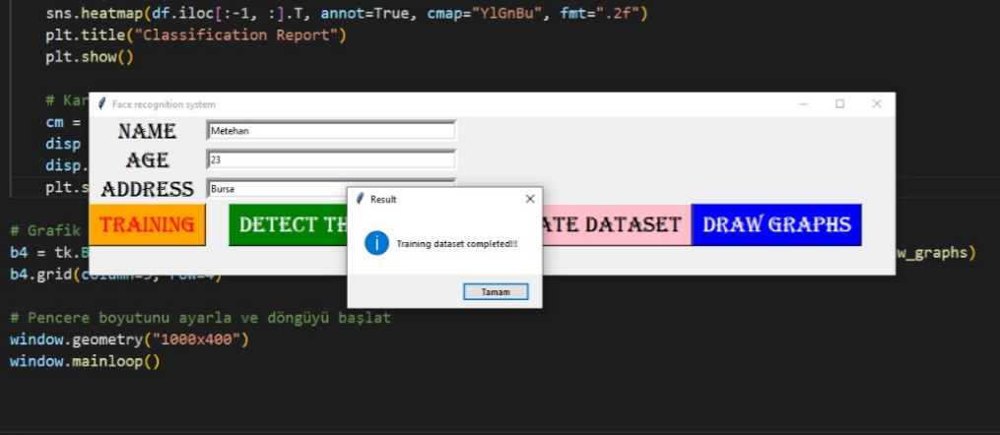 sns.heatmap(df.iloc[:-1, :].T, annot=True, cmap="YlGnBu", fmt=".2f")
plt.title("Classification Report")
plt.show()
# Kar
cm =
disp
disp.
plt.s
Face recognition system
NAME
Metehan
AGE
23
ADDRESS
Bursa
TRAINING
DETECT TH
ATE DATASET
DRAW GRAPHS
Result
Training dataset completed!!!
Tamam
# Grafik
b4 = tk.B
w_graphs)
b4.grid(column=3, row=4)
# Pencere boyutunu ayarla ve döngüyü başlat
window.geometry("1000x400")
window.mainloop()